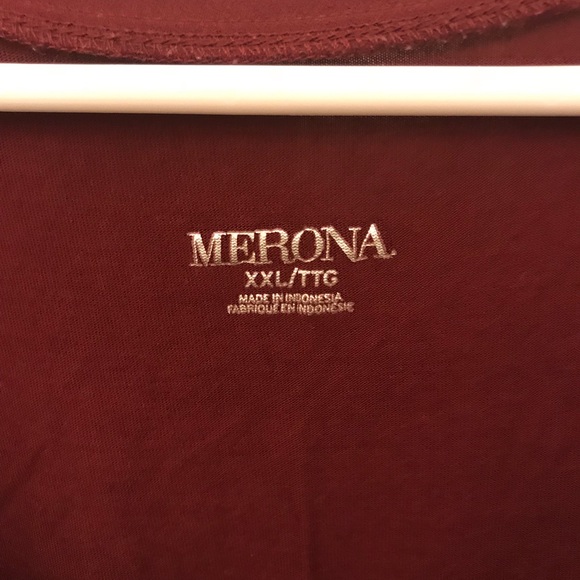 MERONA
XXL/TTG
MADE IN INDONESIA
FABRIQUÉ EN INDONÉSIE